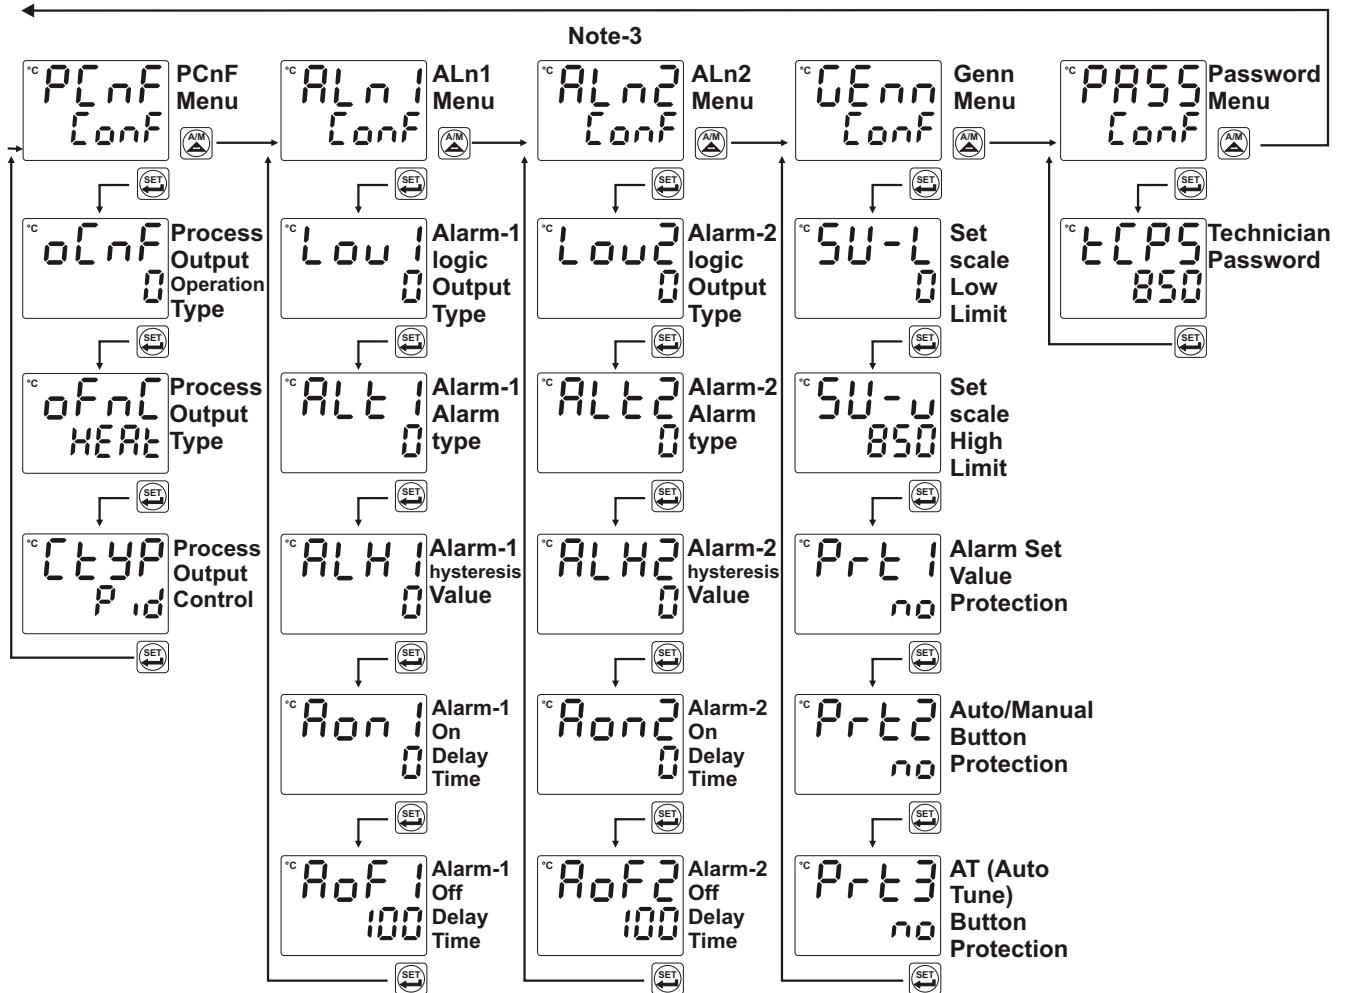 Note-3
°C PCnF
ConF
PCnF
Menu
A/M
°C ALn1
ConF
ALn1
Menu
A/M
°C ALn2
ConF
ALn2
Menu
A/M
°C GEnn
ConF
Genn
Menu
A/M
°C PASS
ConF
Password
Menu
A/M
SET
SET
SET
SET
SET
°C oCnF
0
Process
Output
Operation
Type
°C Lou1
0
Alarm-1
logic
Output
Type
°C Lou2
0
Alarm-2
logic
Output
Type
°C SU-L
0
Set
scale
Low
Limit
°C tCPS
850
Technician
Password
SET
SET
SET
SET
SET
°C oFnC
HEAt
Process
Output
Type
°C ALt1
0
Alarm-1
Alarm
type
°C ALt2
0
Alarm-2
Alarm
type
°C SU-u
850
Set
scale
High
Limit
SET
SET
SET
SET
°C CtyP
Pid
Process
Output
Control
°C ALH1
0
Alarm-1
hysteresis
Value
°C ALH2
0
Alarm-2
hysteresis
Value
°C Prt1
no
Alarm Set
Value
Protection
SET
SET
SET
SET
°C Aon1
0
Alarm-1
On
Delay
Time
°C Aon2
0
Alarm-2
On
Delay
Time
°C Prt2
no
Auto/Manual
Button
Protection
SET
SET
SET
°C AoF1
100
Alarm-1
Off
Delay
Time
°C AoF2
100
Alarm-2
Off
Delay
Time
°C Prt3
no
AT (Auto
Tune)
Button
Protection
SET
SET
SET